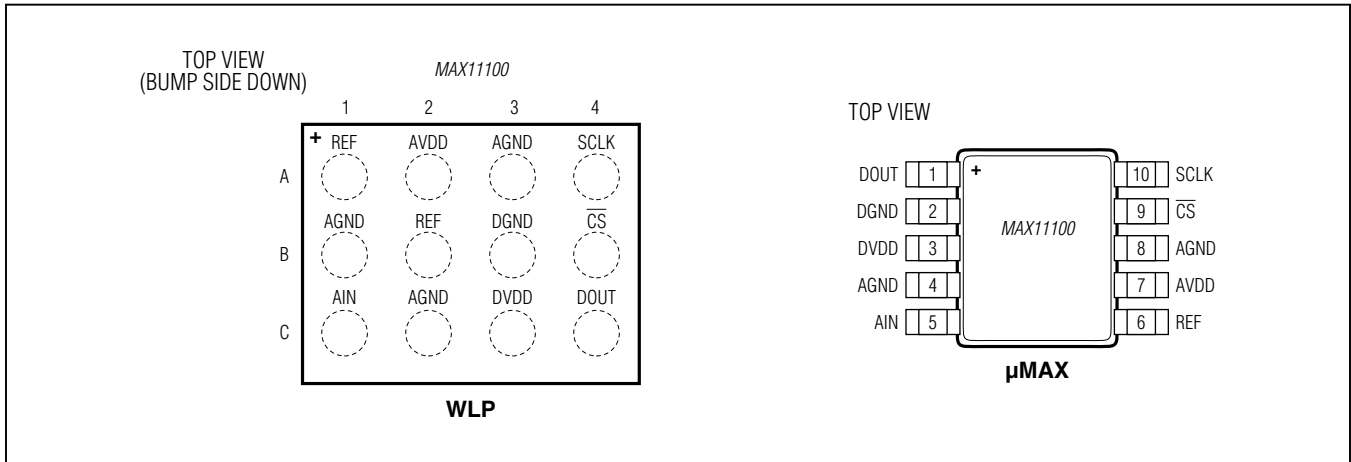 TOP VIEW
(BUMP SIDE DOWN)
MAX11100
1 2 3 4
+ REF AVDD AGND SCLK
A
AGND REF DGND C̅S̅
B
AIN AGND DVDD DOUT
C
WLP
TOP VIEW
DOUT 1 + 10 SCLK
DGND 2 9 C̅S̅
MAX11100
DVDD 3 8 AGND
AGND 4 7 AVDD
AIN 5 6 REF
µMAX